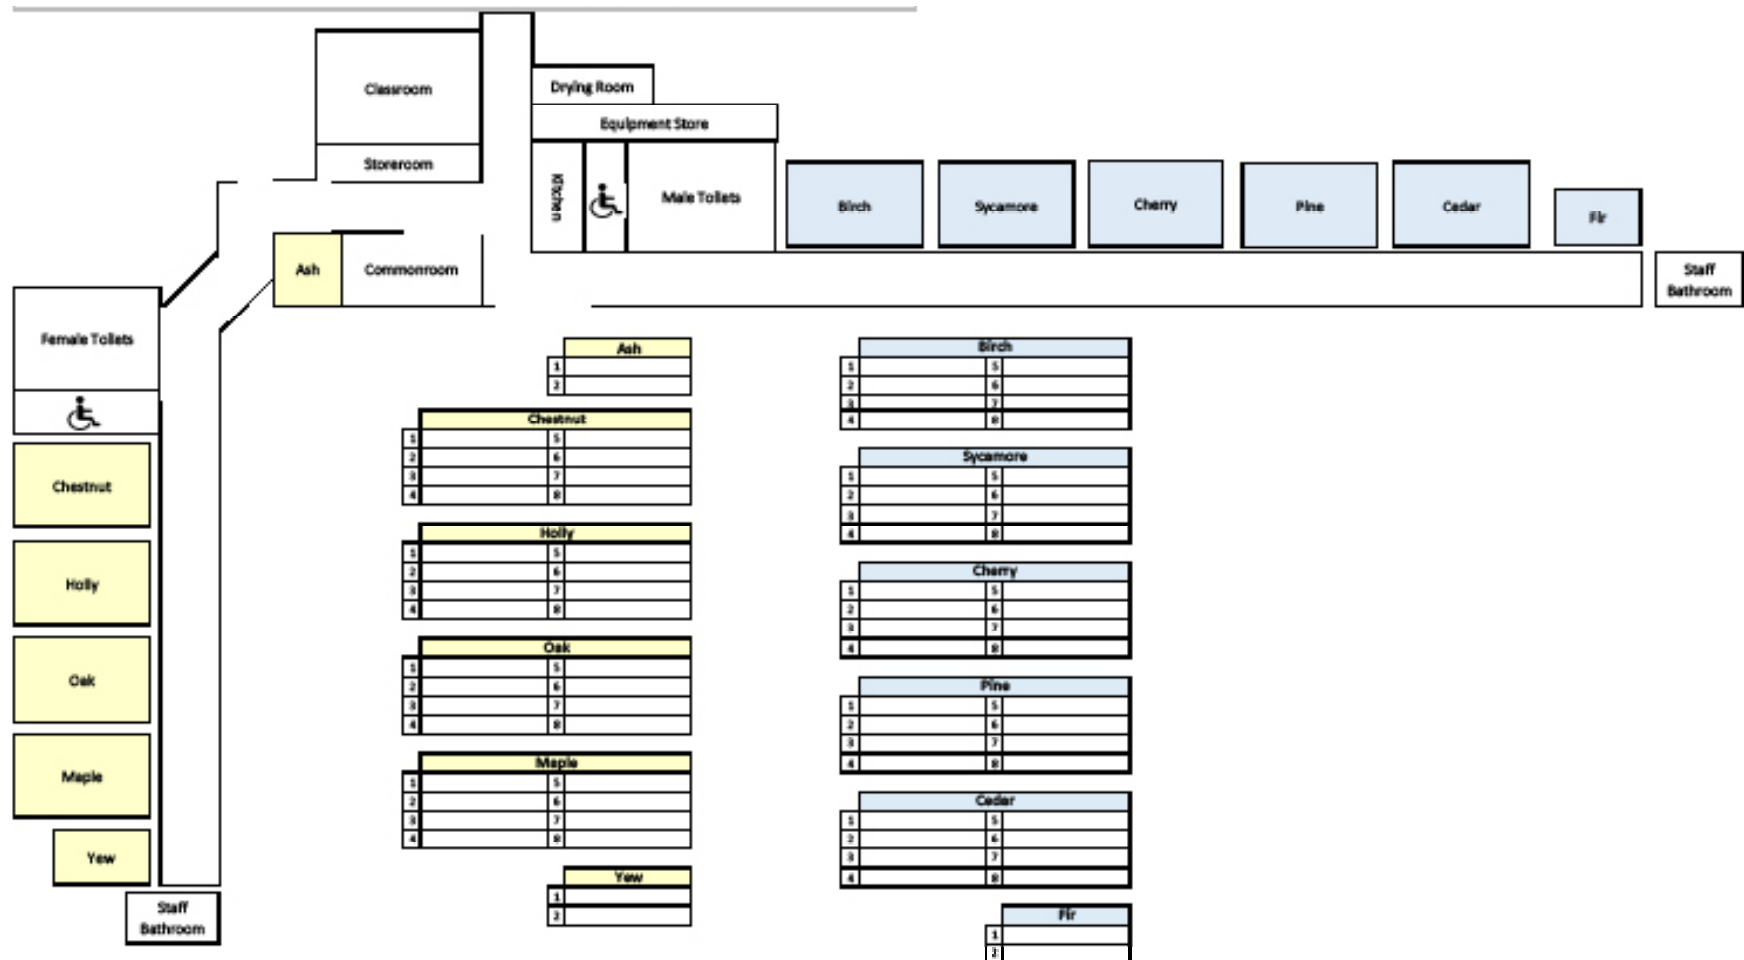 Classroom
Drying Room
Equipment Store
Storeroom
Kitchen
Male Toilets
Birch
Sycamore
Cherry
Pine
Cedar
Fir
Ash
Commonroom
Staff
Bathroom
Female Toilets
Chestnut
Holly
Oak
Maple
Yew
Staff
Bathroom
Ash
1
2
Chestnut
1 5
2 6
3 7
4 8
Holly
1 5
2 6
3 7
4 8
Oak
1 5
2 6
3 7
4 8
Maple
1 5
2 6
3 7
4 8
Yew
1
2
Birch
1 5
2 6
3 7
4 8
Sycamore
1 5
2 6
3 7
4 8
Cherry
1 5
2 6
3 7
4 8
Pine
1 5
2 6
3 7
4 8
Cedar
1 5
2 6
3 7
4 8
Fir
1
2